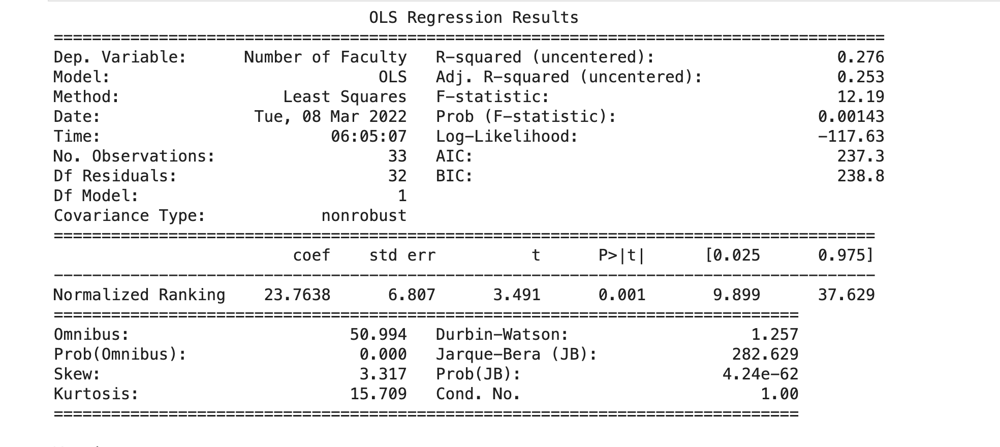 OLS Regression Results
==============================================================================
Dep. Variable: Number of Faculty R-squared (uncentered): 0.276
Model: OLS Adj. R-squared (uncentered): 0.253
Method: Least Squares F-statistic: 12.19
Date: Tue, 08 Mar 2022 Prob (F-statistic): 0.00143
Time: 06:05:07 Log-Likelihood: -117.63
No. Observations: 33 AIC: 237.3
Df Residuals: 32 BIC: 238.8
Df Model: 1
Covariance Type: nonrobust
==============================================================================
coef std err t P>|t| [0.025 0.975]
------------------------------------------------------------------------------
Normalized Ranking 23.7638 6.807 3.491 0.001 9.899 37.629
==============================================================================
Omnibus: 50.994 Durbin-Watson: 1.257
Prob(Omnibus): 0.000 Jarque-Bera (JB): 282.629
Skew: 3.317 Prob(JB): 4.24e-62
Kurtosis: 15.709 Cond. No. 1.00
==============================================================================